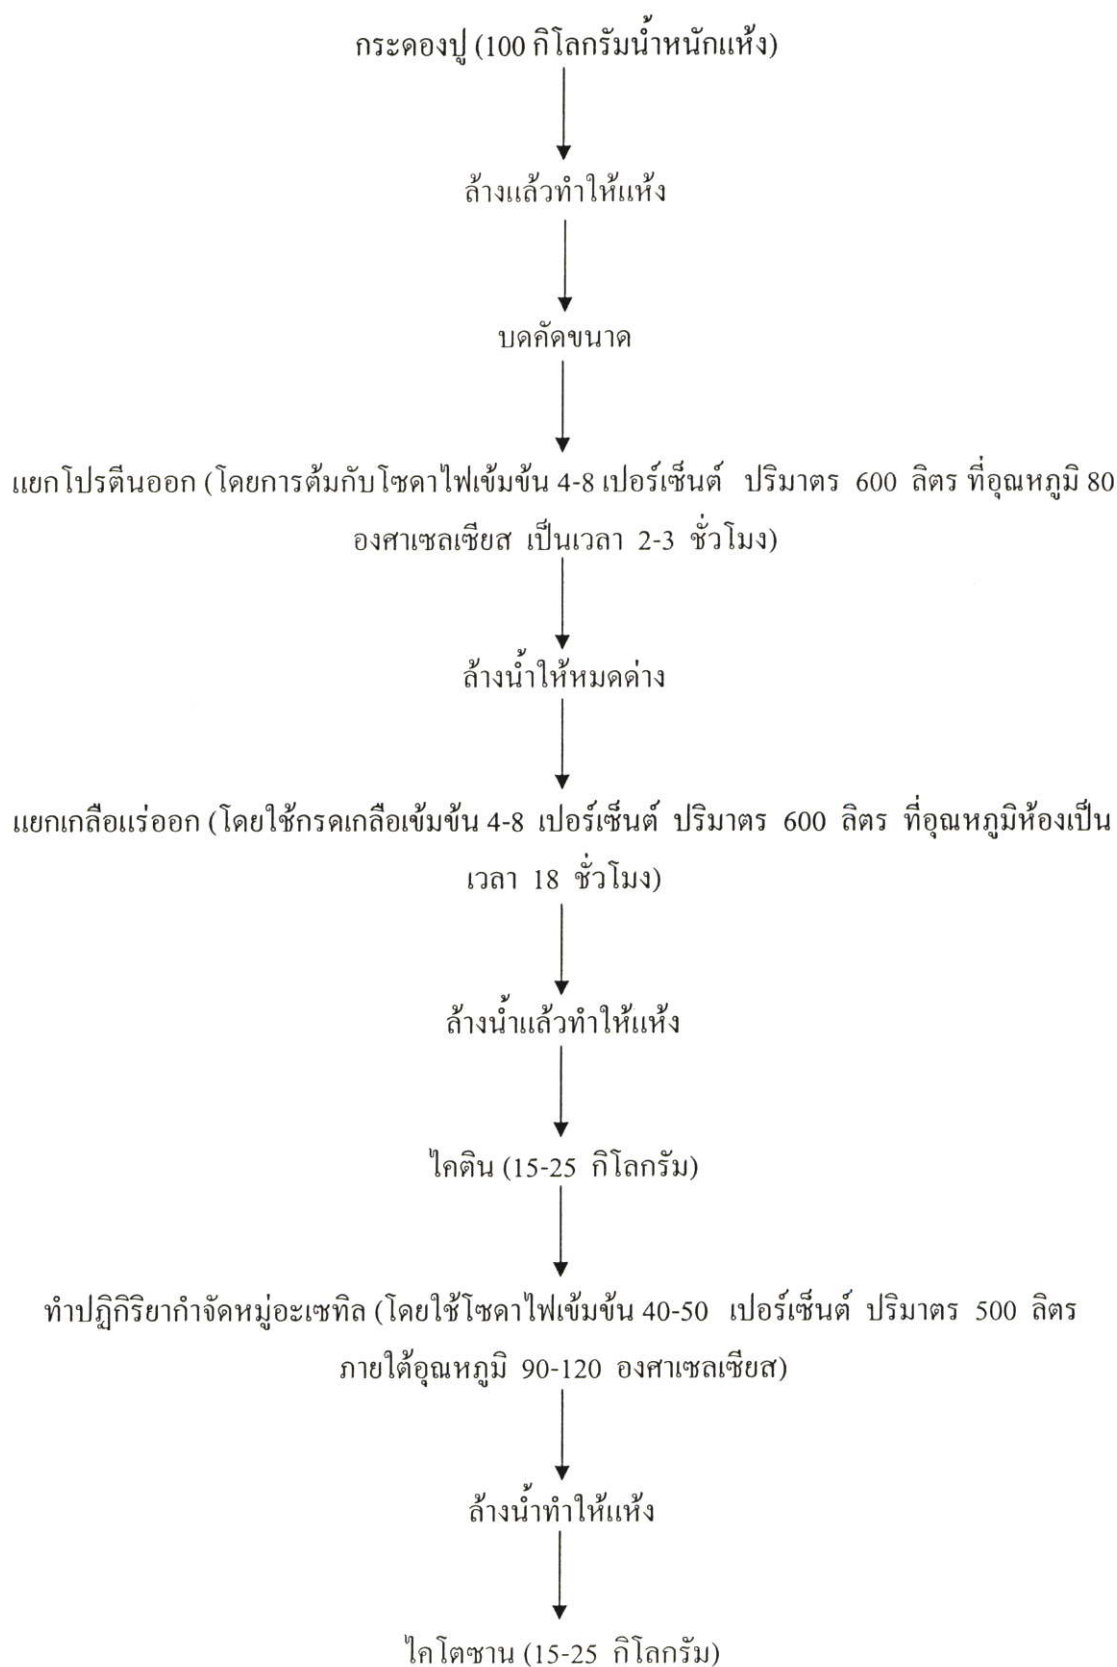 กระดองปู (100 กิโลกรัมน้ำหนักแห้ง)
ล้างแล้วทำให้แห้ง
บดคัดขนาด
แยกโปรตีนออก (โดยการต้มกับโซดาไฟเข้มข้น 4-8 เปอร์เซ็นต์ ปริมาตร 600 ลิตร ที่อุณหภูมิ 80
องศาเซลเซียส เป็นเวลา 2-3 ชั่วโมง)
ล้างน้ำให้หมดด่าง
แยกเกลือแร่ออก (โดยใช้กรดเกลือเข้มข้น 4-8 เปอร์เซ็นต์ ปริมาตร 600 ลิตร ที่อุณหภูมิห้องเป็น
เวลา 18 ชั่วโมง)
ล้างน้ำแล้วทำให้แห้ง
ไคติน (15-25 กิโลกรัม)
ทำปฏิกิริยากำจัดหมู่อะเซทิล (โดยใช้โซดาไฟเข้มข้น 40-50 เปอร์เซ็นต์ ปริมาตร 500 ลิตร
ภายใต้อุณหภูมิ 90-120 องศาเซลเซียส)
ล้างน้ำทำให้แห้ง
ไคโตซาน (15-25 กิโลกรัม)